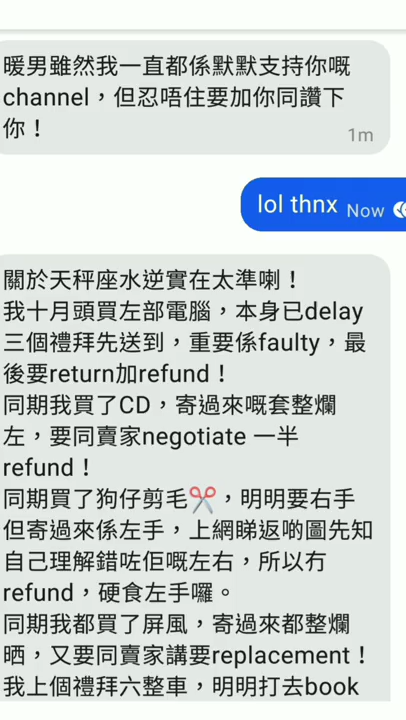 暖男雖然我一直都係默默支持你嘅
channel，但忍唔住要加你同讚下
你！
1m
lol thnx Now
關於天秤座水逆實在太準喇！
我十月頭買左部電腦，本身已delay
三個禮拜先送到，重要係faulty，最
後要return加refund！
同期我買了CD，寄過來嘅套整爛
左，要同賣家negotiate 一半
refund！
同期買了狗仔剪毛✂️，明明要右手
但寄過來係左手，上網睇返啲圖先知
自己理解錯咗佢嘅左右，所以冇
refund，硬食左手囉。
同期我都買了屏風，寄過來都整爛
晒，又要同賣家講要replacement！
我上個禮拜六整車，明明打去book